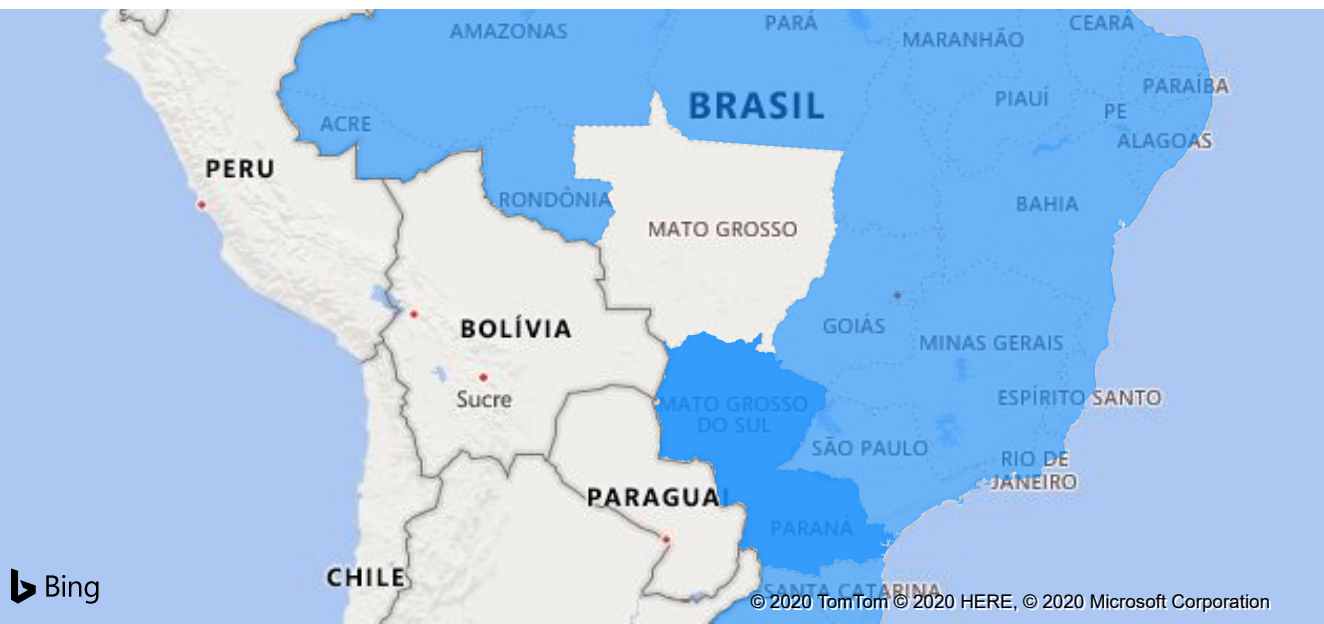 AMAZONAS
PARÁ
MARANHÃO
CEARÁ
BRASIL
PIAUÍ
PARAÍBA
PE
ALAGOAS
ACRE
PERU
RONDÔNIA
MATO GROSSO
BAHIA
BOLÍVIA
GOIÁS
MINAS GERAIS
Sucre
MATO GROSSO
DO SUL
ESPÍRITO SANTO
SÃO PAULO
RIO DE
JANEIRO
PARAGUAI
PARANÁ
CHILE
SANTA CATARINA
Bing
© 2020 TomTom © 2020 HERE, © 2020 Microsoft Corporation